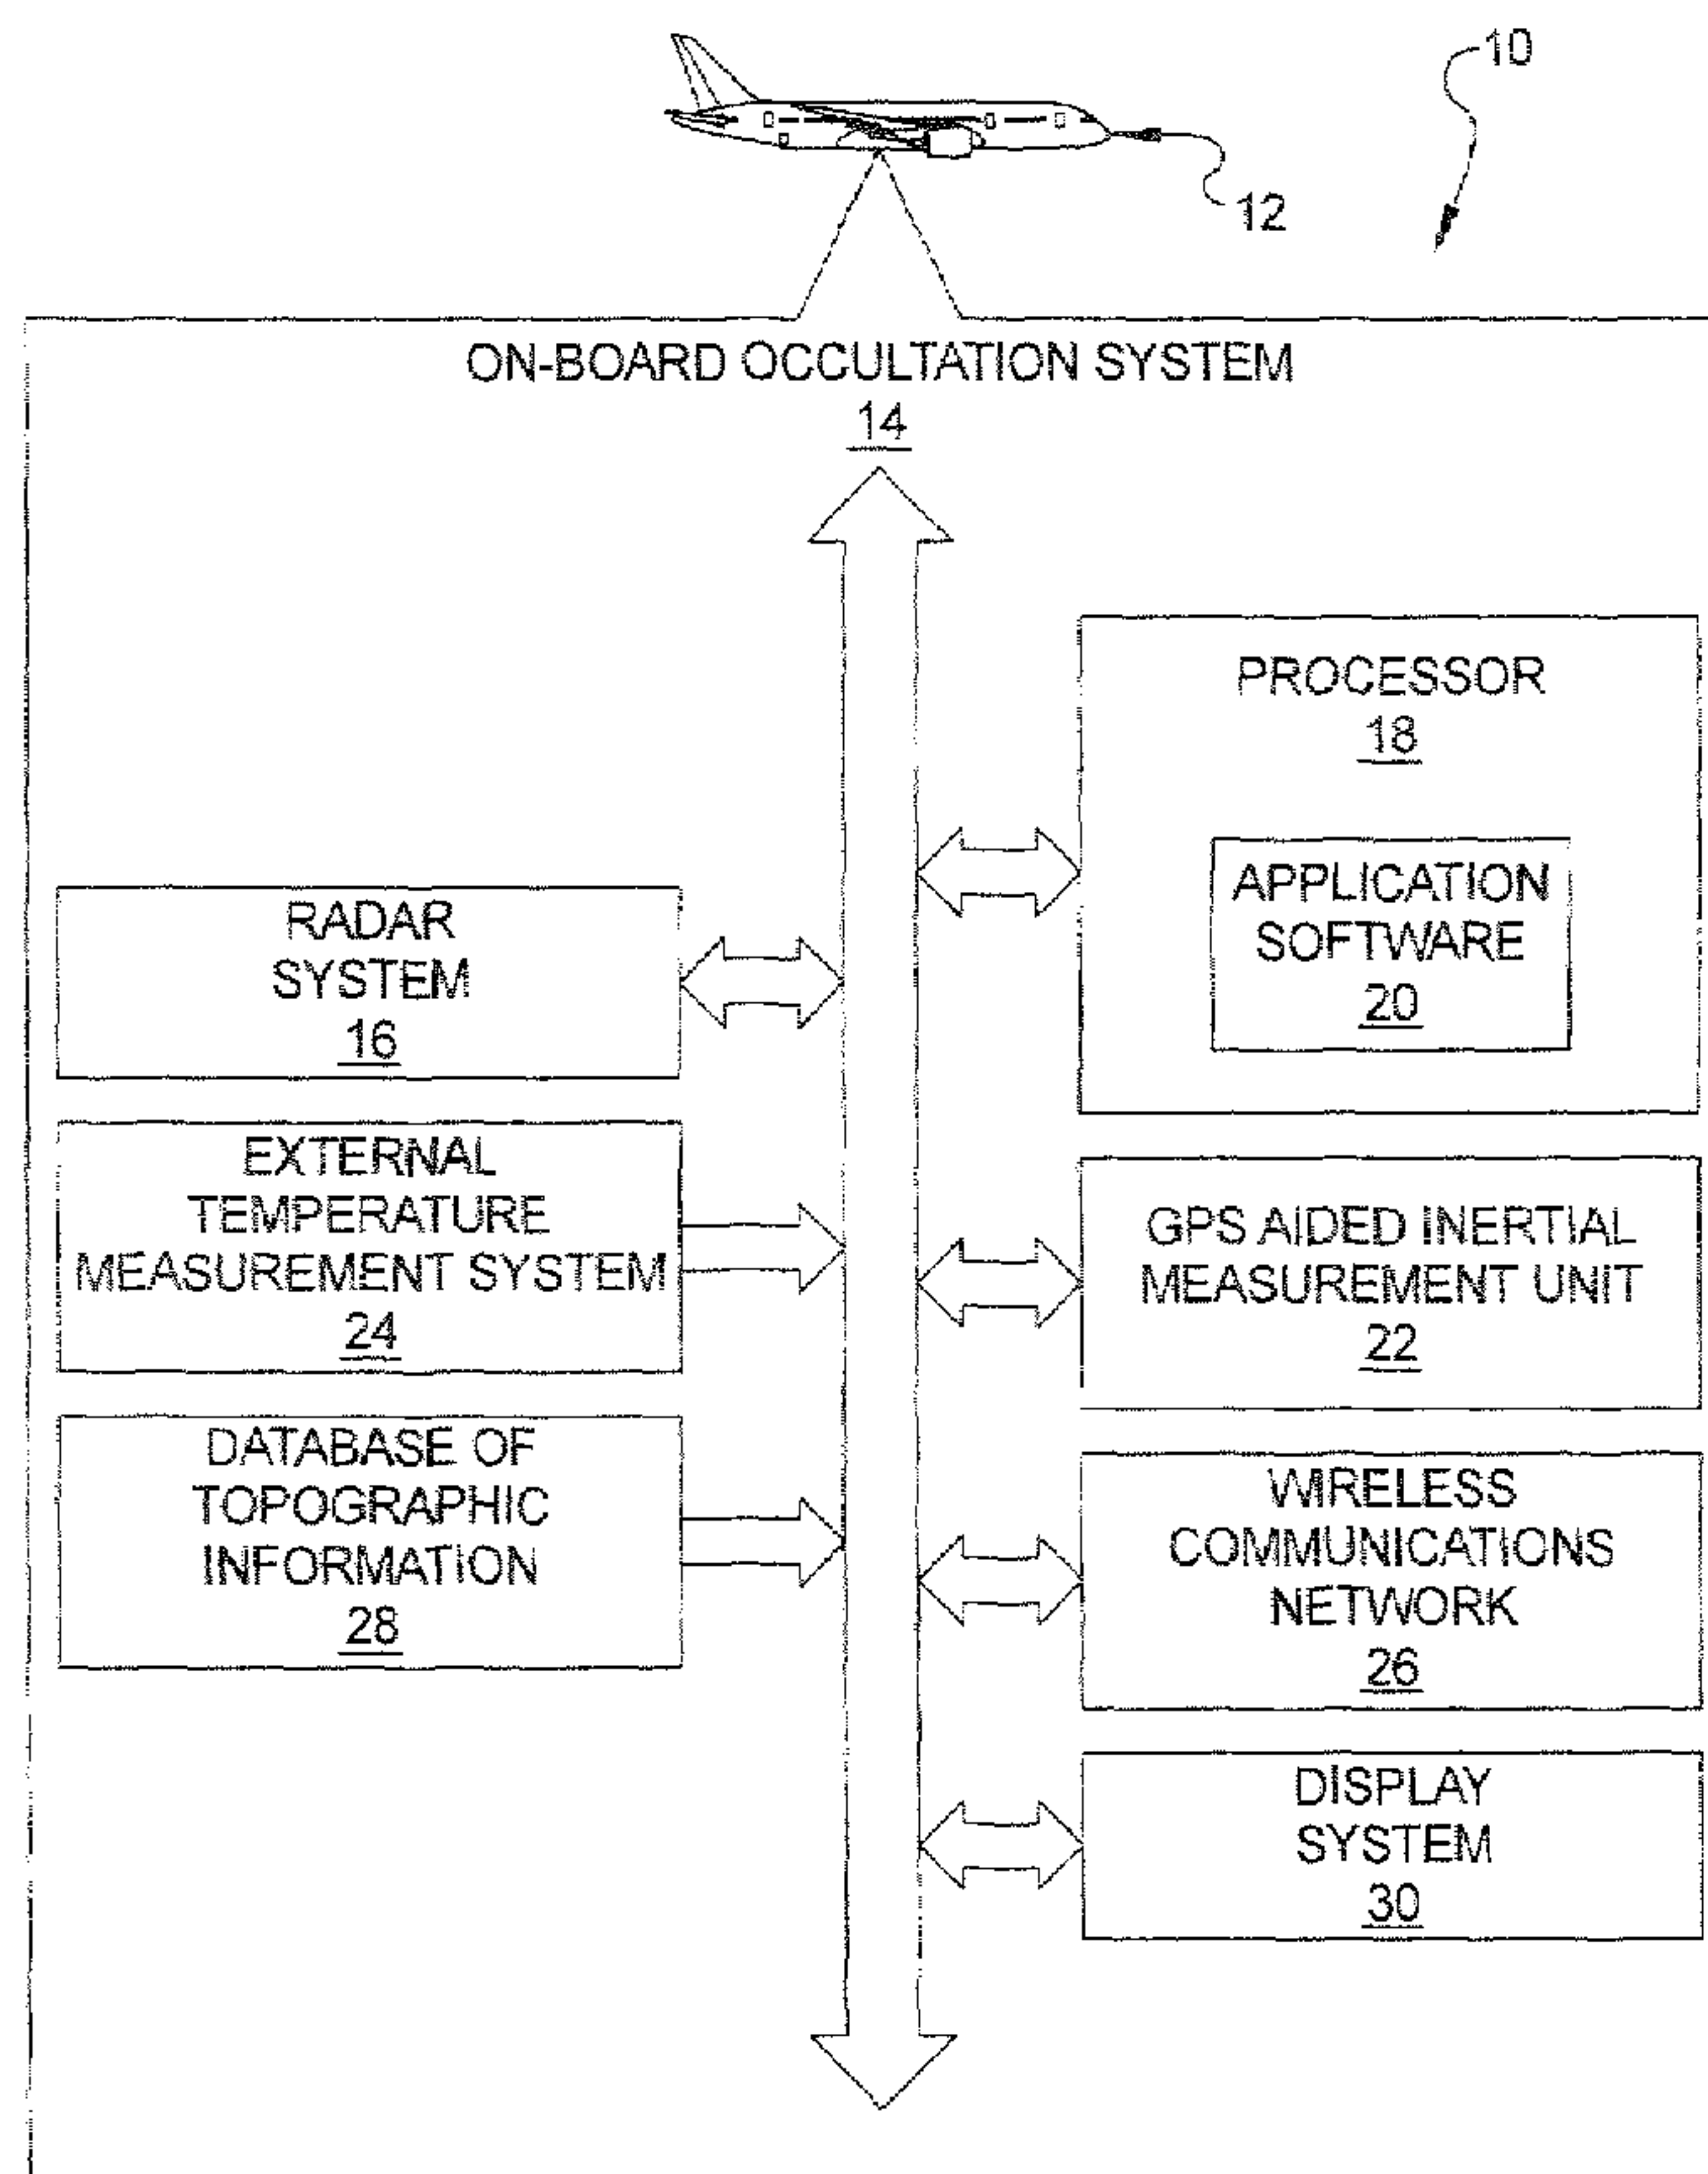 10
12
ON-BOARD OCCULTATION SYSTEM
14
PROCESSOR
18
APPLICATION
SOFTWARE
20
RADAR
SYSTEM
16
EXTERNAL
TEMPERATURE
MEASUREMENT SYSTEM
24
GPS AIDED INERTIAL
MEASUREMENT UNIT
22
DATABASE OF
TOPOGRAPHIC
INFORMATION
28
WIRELESS
COMMUNICATIONS
NETWORK
26
DISPLAY
SYSTEM
30